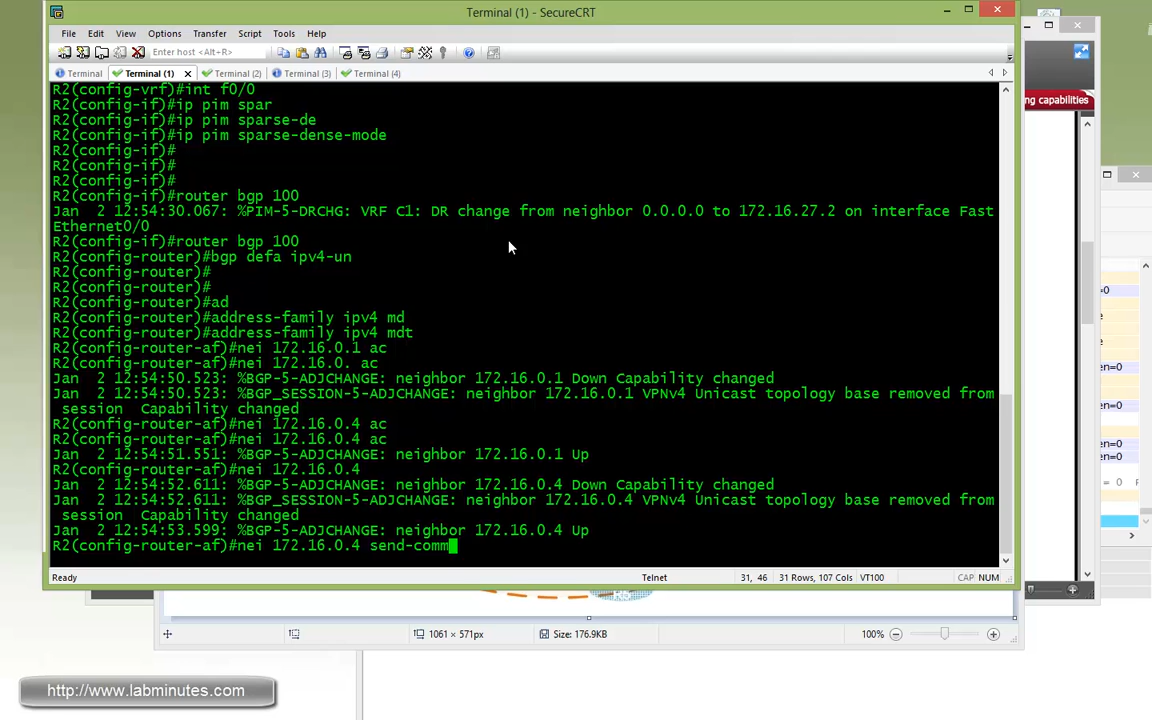 Terminal (1) - SecureCRT
File Edit View Options Transfer Script Tools Help
Enter host <Alt+R>
Terminal Terminal (1) Terminal (2) Terminal (3) Terminal (4)
R2(config-vrf)#int f0/0
R2(config-if)#ip pim spar
R2(config-if)#ip pim sparse-de
R2(config-if)#ip pim sparse-dense-mode
R2(config-if)#
R2(config-if)#
R2(config-if)#
R2(config-if)#router bgp 100
Jan  2 12:54:30.067: %PIM-5-DRCHG: VRF C1: DR change from neighbor 0.0.0.0 to 172.16.27.2 on interface Fast
Ethernet0/0
R2(config-if)#router bgp 100
R2(config-router)#bgp defa ipv4-un
R2(config-router)#
R2(config-router)#
R2(config-router)#ad
R2(config-router)#address-family ipv4 md
R2(config-router)#address-family ipv4 mdt
R2(config-router-af)#nei 172.16.0.1 ac
R2(config-router-af)#nei 172.16.0. ac
Jan  2 12:54:50.523: %BGP-5-ADJCHANGE: neighbor 172.16.0.1 Down Capability changed
Jan  2 12:54:50.523: %BGP_SESSION-5-ADJCHANGE: neighbor 172.16.0.1 VPNv4 Unicast topology base removed from
 session  Capability changed
R2(config-router-af)#nei 172.16.0.4 ac
R2(config-router-af)#nei 172.16.0.4 ac
Jan  2 12:54:51.551: %BGP-5-ADJCHANGE: neighbor 172.16.0.1 Up
R2(config-router-af)#nei 172.16.0.4
Jan  2 12:54:52.611: %BGP-5-ADJCHANGE: neighbor 172.16.0.4 Down Capability changed
Jan  2 12:54:52.611: %BGP_SESSION-5-ADJCHANGE: neighbor 172.16.0.4 VPNv4 Unicast topology base removed from
 session  Capability changed
Jan  2 12:54:53.599: %BGP-5-ADJCHANGE: neighbor 172.16.0.4 Up
R2(config-router-af)#nei 172.16.0.4 send-comm
Ready Telnet 31, 46 31 Rows, 107 Cols VT100 CAP NUM
ng capabilities
=0
=0
en=0
en=0
=0
en=0
= 0
1061 × 571px Size: 176.9KB 100%
http://www.labminutes.com